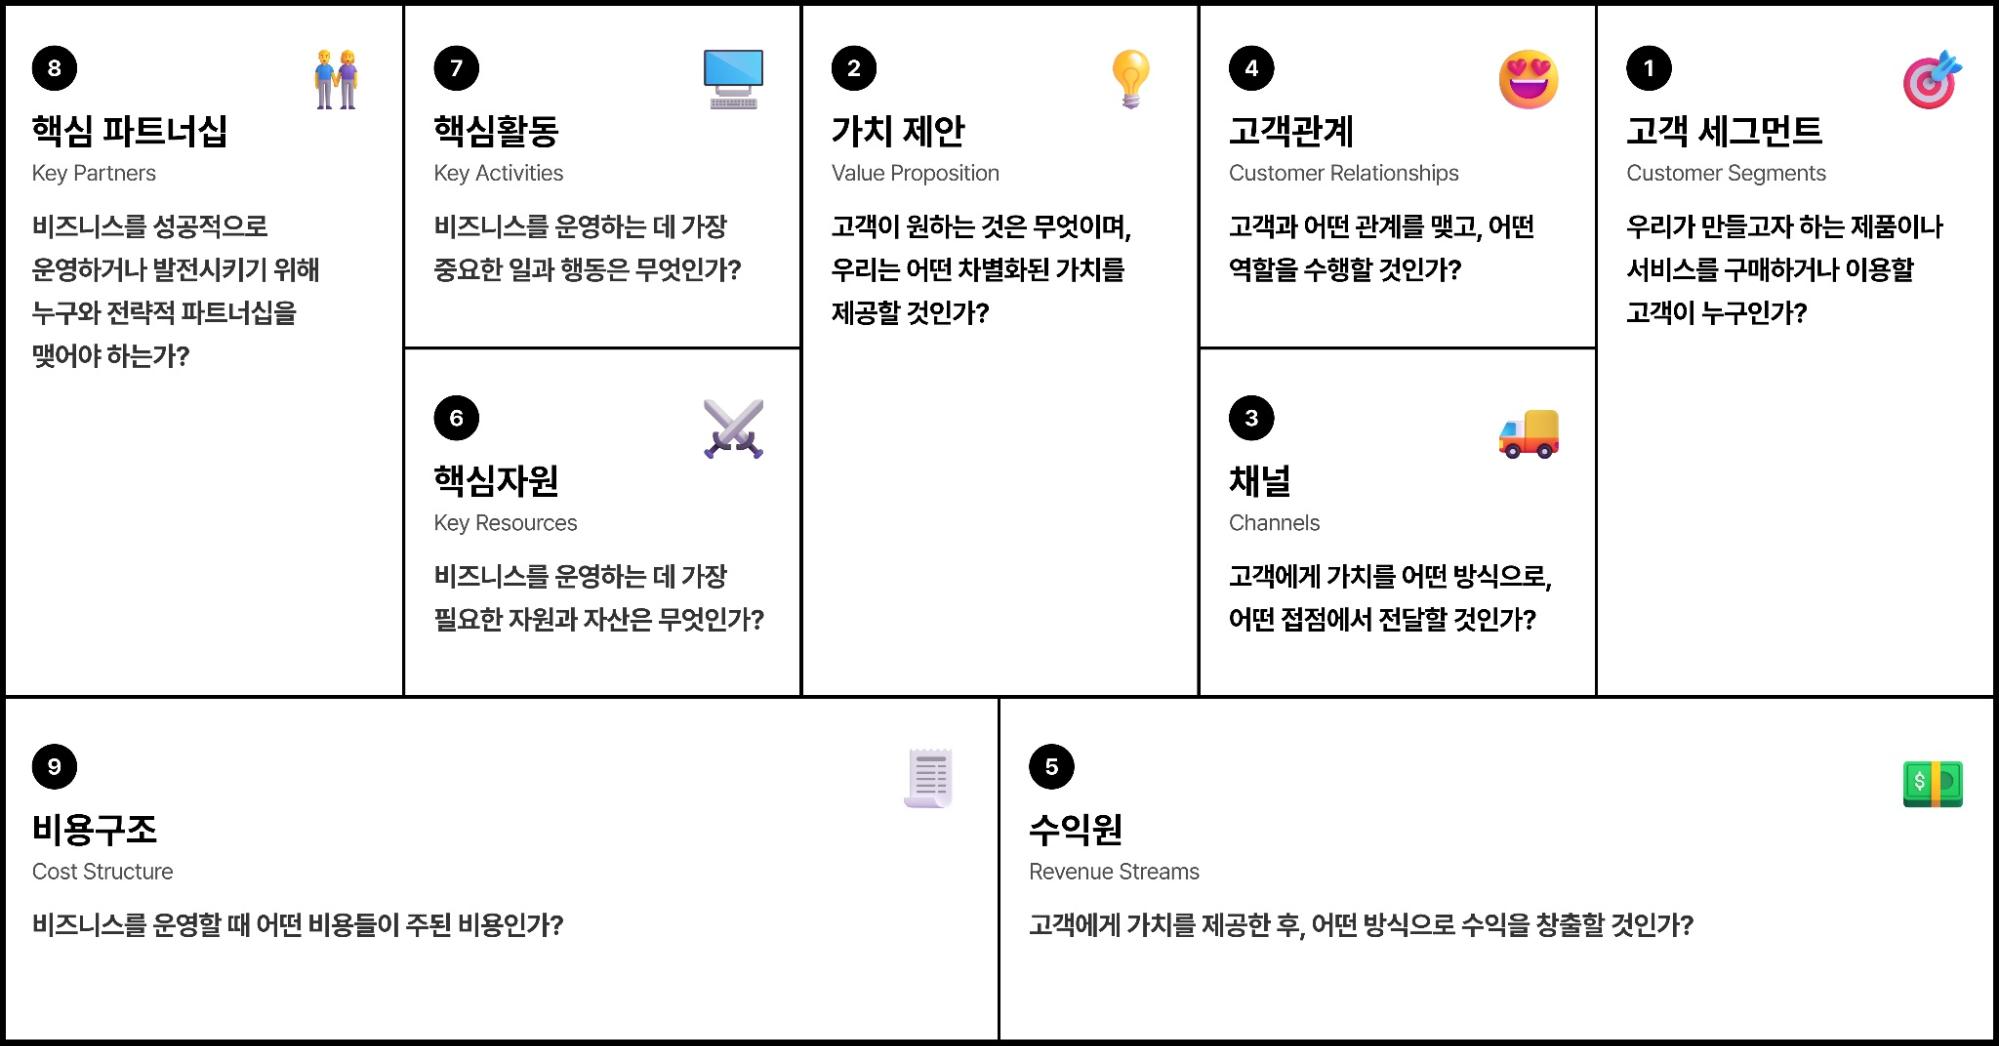 8
핵심 파트너십
Key Partners
비즈니스를 성공적으로
운영하거나 발전시키기 위해
누구와 전략적 파트너십을
맺어야 하는가?
7
핵심활동
Key Activities
비즈니스를 운영하는 데 가장
중요한 일과 행동은 무엇인가?
6
핵심자원
Key Resources
비즈니스를 운영하는 데 가장
필요한 자원과 자산은 무엇인가?
2
가치 제안
Value Proposition
고객이 원하는 것은 무엇이며,
우리는 어떤 차별화된 가치를
제공할 것인가?
4
고객관계
Customer Relationships
고객과 어떤 관계를 맺고, 어떤
역할을 수행할 것인가?
3
채널
Channels
고객에게 가치를 어떤 방식으로,
어떤 접점에서 전달할 것인가?
1
고객 세그먼트
Customer Segments
우리가 만들고자 하는 제품이나
서비스를 구매하거나 이용할
고객이 누구인가?
9
비용구조
Cost Structure
비즈니스를 운영할 때 어떤 비용들이 주된 비용인가?
5
수익원
Revenue Streams
고객에게 가치를 제공한 후, 어떤 방식으로 수익을 창출할 것인가?
$